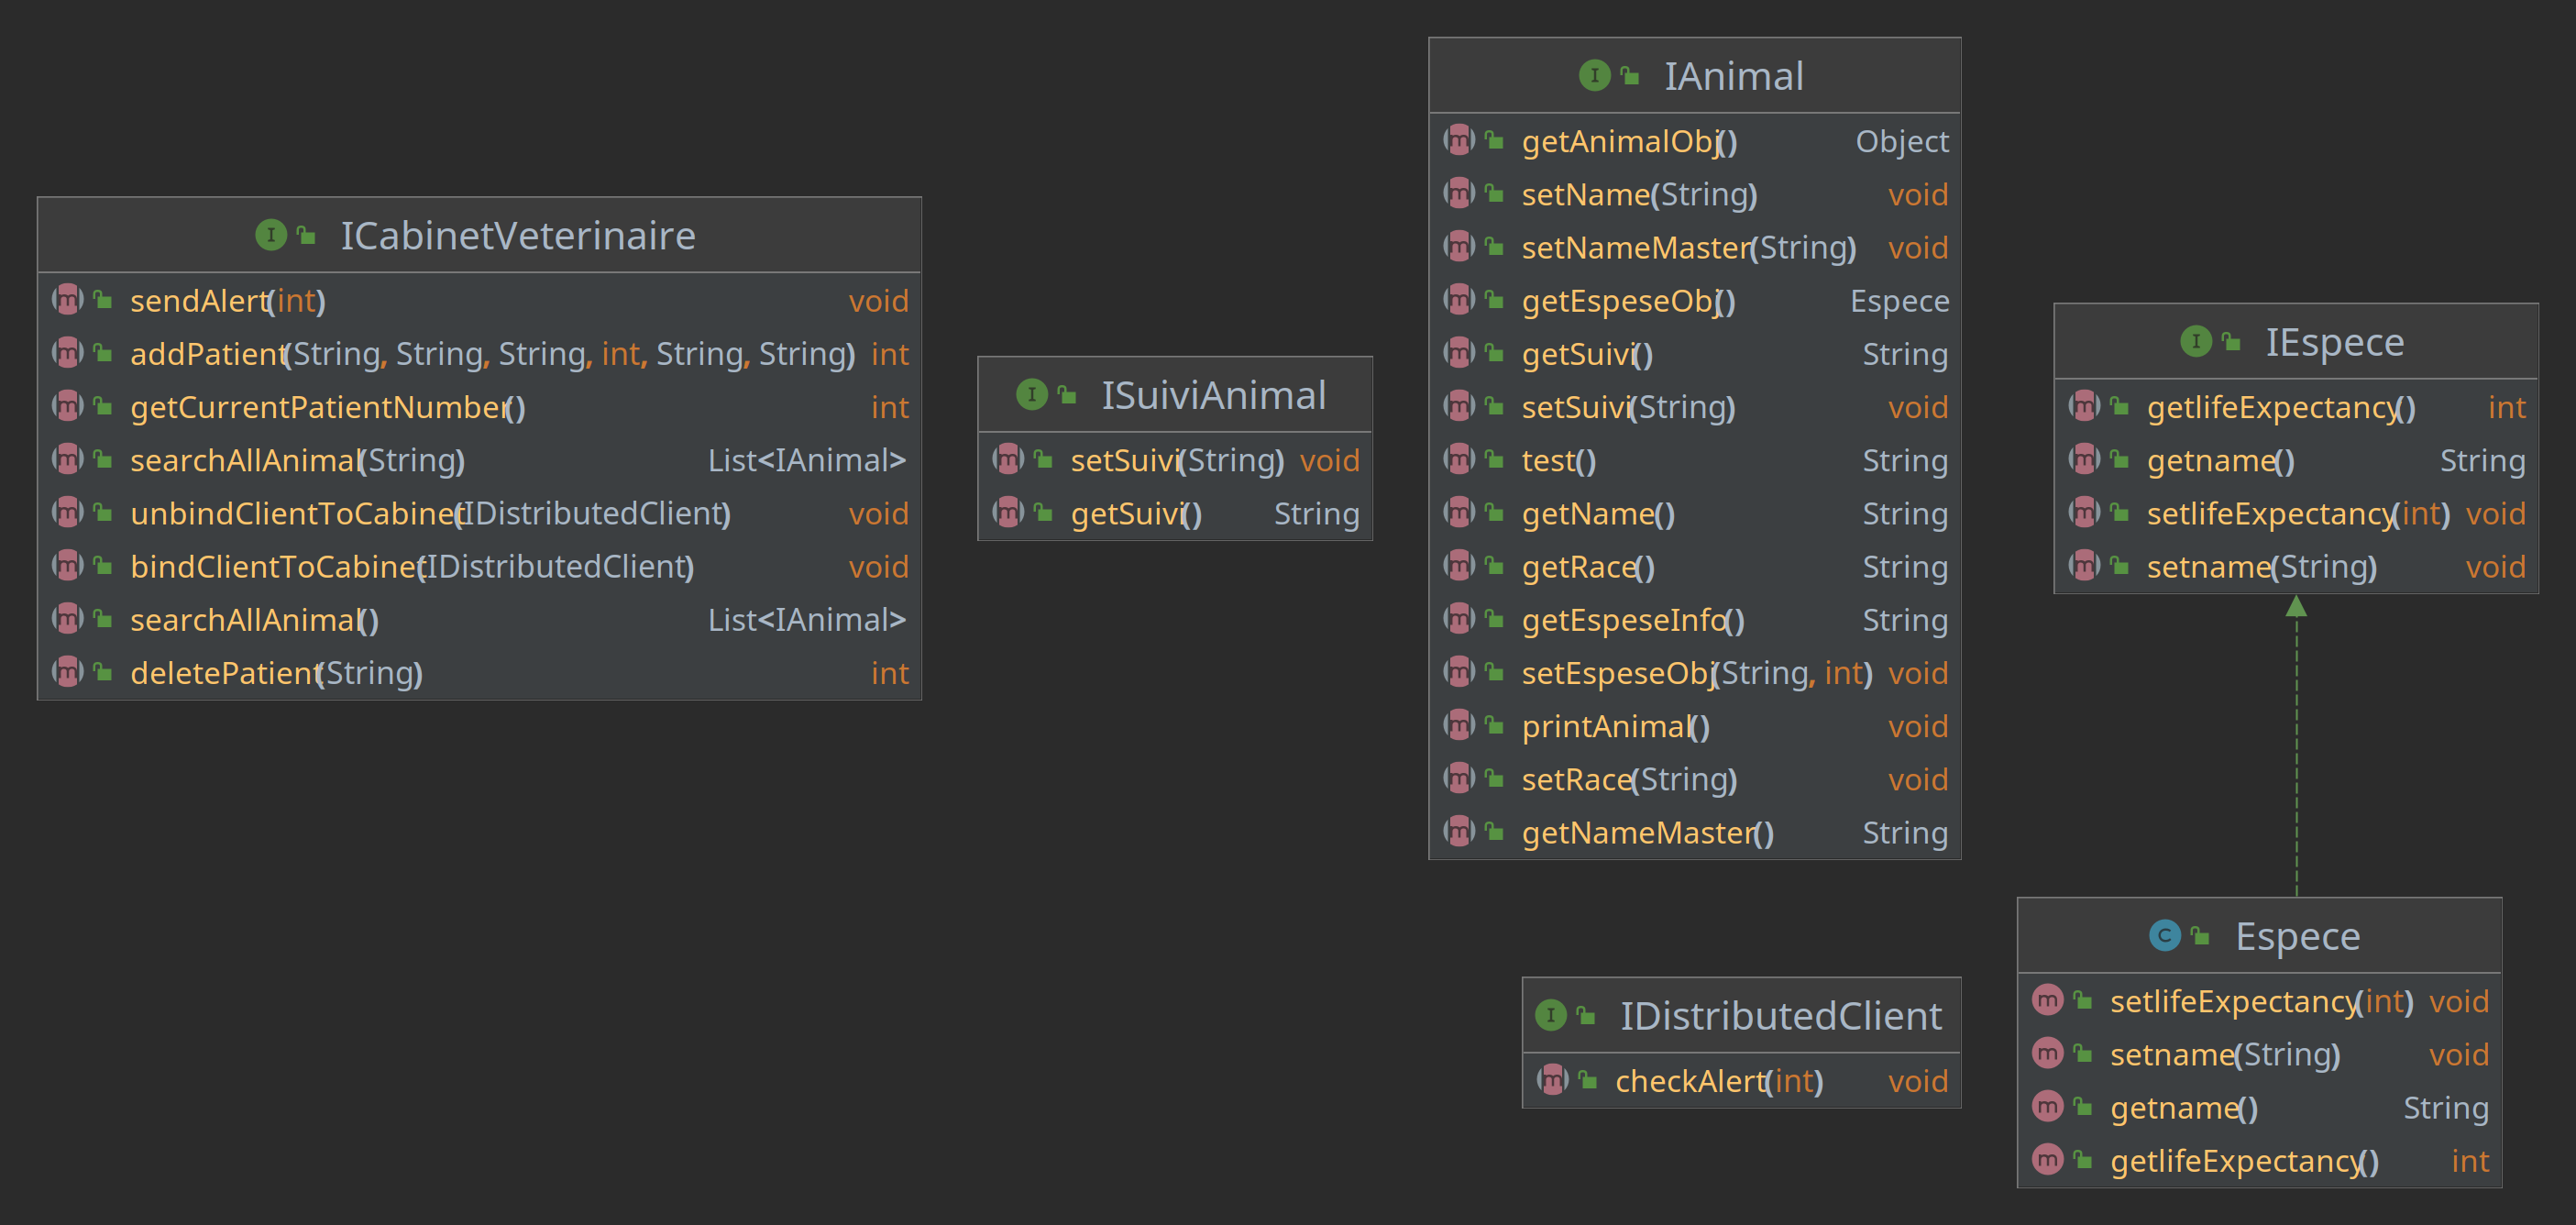 ICabinetVeterinaire
sendAlert(int) void
addPatient(String, String, String, int, String, String) int
getCurrentPatientNumber() int
searchAllAnimal(String) List<IAnimal>
unbindClientToCabinet(IDistributedClient) void
bindClientToCabinet(IDistributedClient) void
searchAllAnimal() List<IAnimal>
deletePatient(String) int
ISuiviAnimal
setSuivi(String) void
getSuivi() String
IAnimal
getAnimalObj() Object
setName(String) void
setNameMaster(String) void
getEspeseObj() Espece
getSuivi() String
setSuivi(String) void
test() String
getName() String
getRace() String
getEspeseInfo() String
setEspeseObj(String, int) void
printAnimal() void
setRace(String) void
getNameMaster() String
IDistributedClient
checkAlert(int) void
IEspece
getlifeExpectancy() int
getname() String
setlifeExpectancy(int) void
setname(String) void
Espece
setlifeExpectancy(int) void
setname(String) void
getname() String
getlifeExpectancy() int